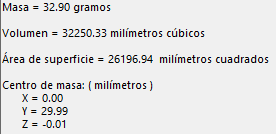 Masa = 32.90 gramos
Volumen = 32250.33 milímetros cúbicos
Área de superficie = 26196.94 milímetros cuadrados
Centro de masa: ( milímetros )
X = 0.00
Y = 29.99
Z = -0.01